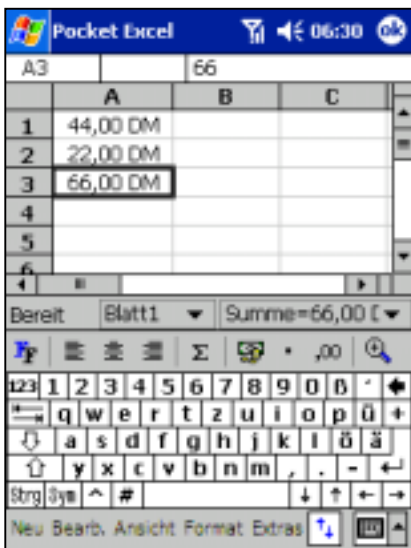 Pocket Excel 06:30 ok
A3 66
A B C
1 44,00 DM
2 22,00 DM
3 66,00 DM
4
5
6
Bereit Blatt1 Summe=66,00 [
FF Σ ,00
123 1 2 3 4 5 6 7 8 9 0 ß ´
q w e r t z u i o p ü +
a s d f g h j k l ö ä
y x c v b n m , . -
Strg Sym ^ #
Neu Bearb. Ansicht Format Extras